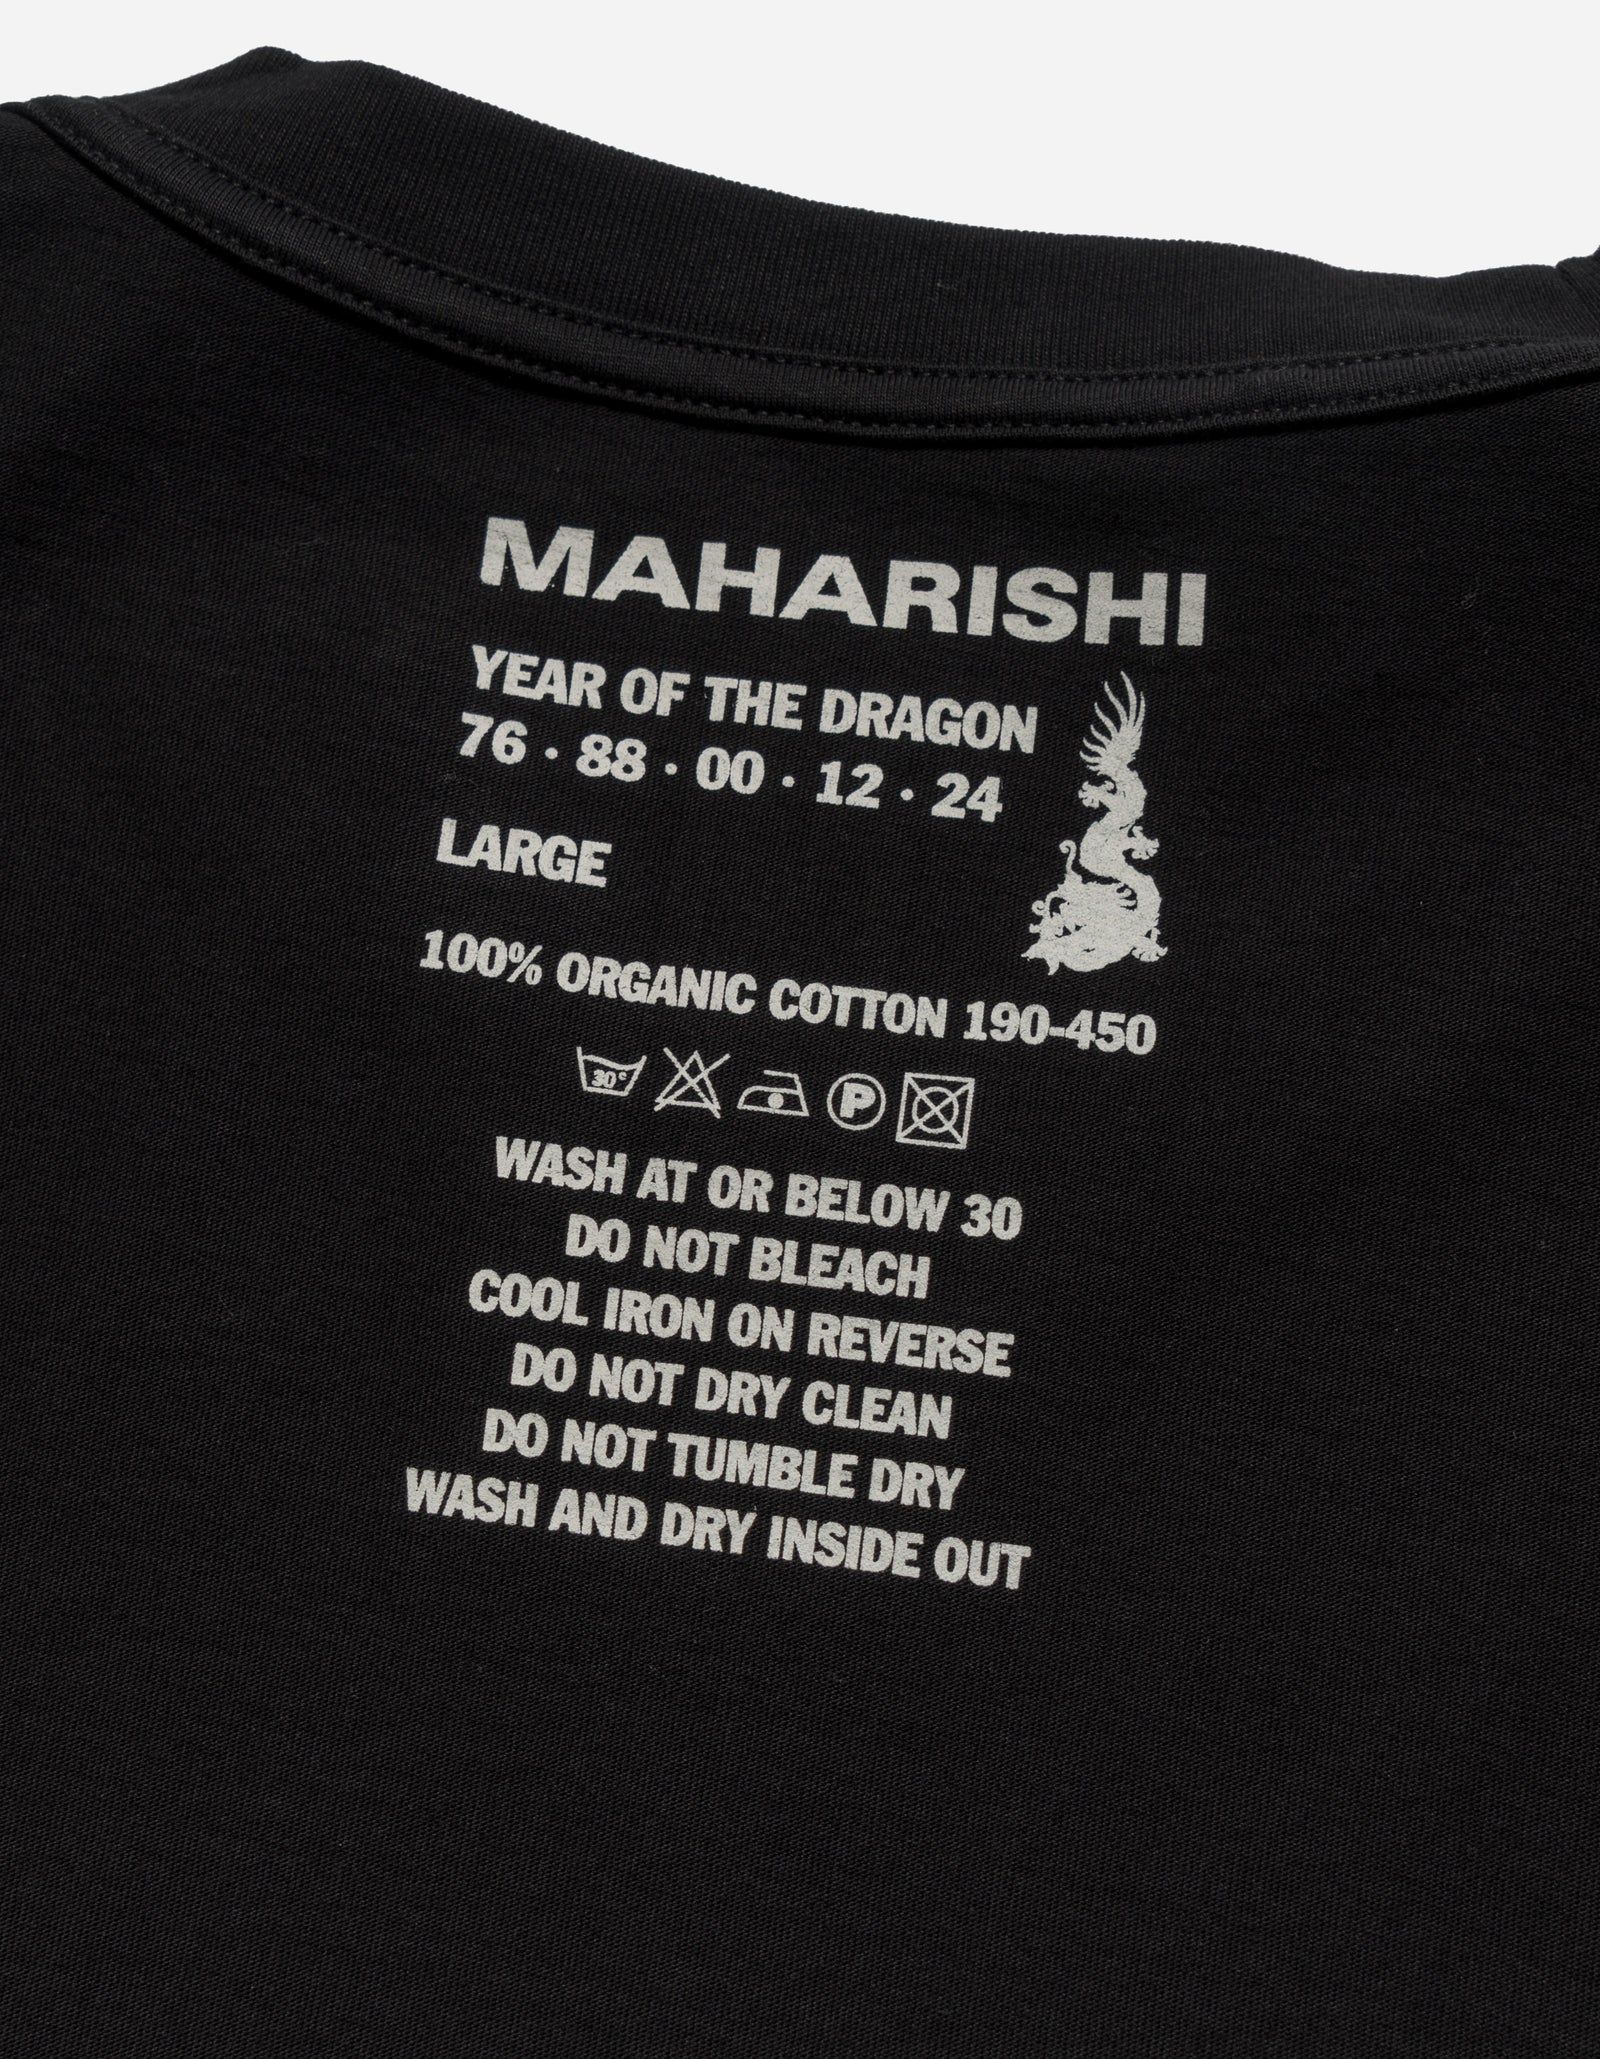 MAHARISHI
YEAR OF THE DRAGON
76 · 88 · 00 · 12 · 24
LARGE
100% ORGANIC COTTON 190-450
30°
P
WASH AT OR BELOW 30
DO NOT BLEACH
COOL IRON ON REVERSE
DO NOT DRY CLEAN
DO NOT TUMBLE DRY
WASH AND DRY INSIDE OUT